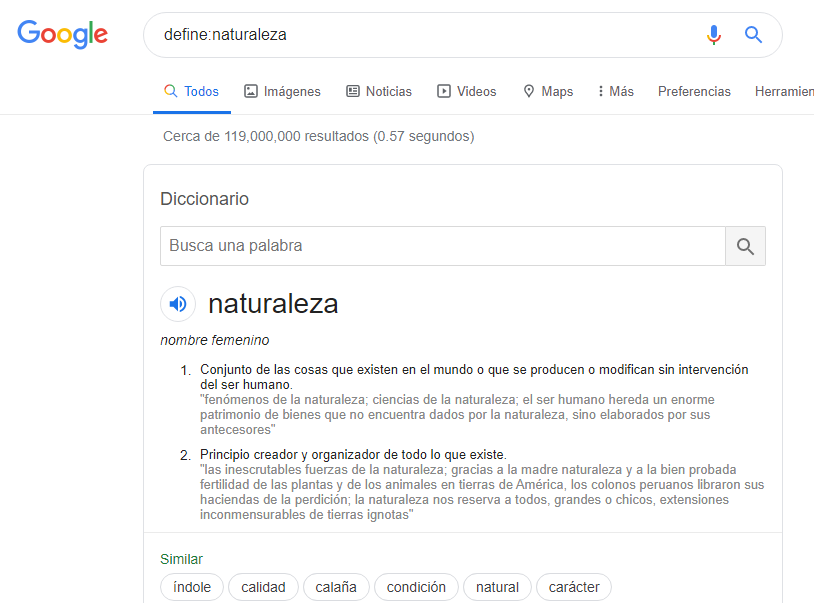 Google
define:naturaleza
Todos Imágenes Noticias Videos Maps Más Preferencias
Cerca de 119,000,000 resultados (0.57 segundos)
Diccionario
Busca una palabra
naturaleza
nombre femenino
1. Conjunto de las cosas que existen en el mundo o que se producen o modifican sin intervención
del ser humano.
"fenómenos de la naturaleza; ciencias de la naturaleza; el ser humano hereda un enorme
patrimonio de bienes que no encuentra dados por la naturaleza, sino elaborados por sus
antecesores"
2. Principio creador y organizador de todo lo que existe.
"las inescrutables fuerzas de la naturaleza; gracias a la madre naturaleza y a la bien probada
fertilidad de las plantas y de los animales en tierras de América, los colonos peruanos libraron sus
haciendas de la perdición; la naturaleza nos reserva a todos, grandes o chicos, extensiones
inconmensurables de tierras ignotas"
Similar
índole calidad calaña condición natural carácter